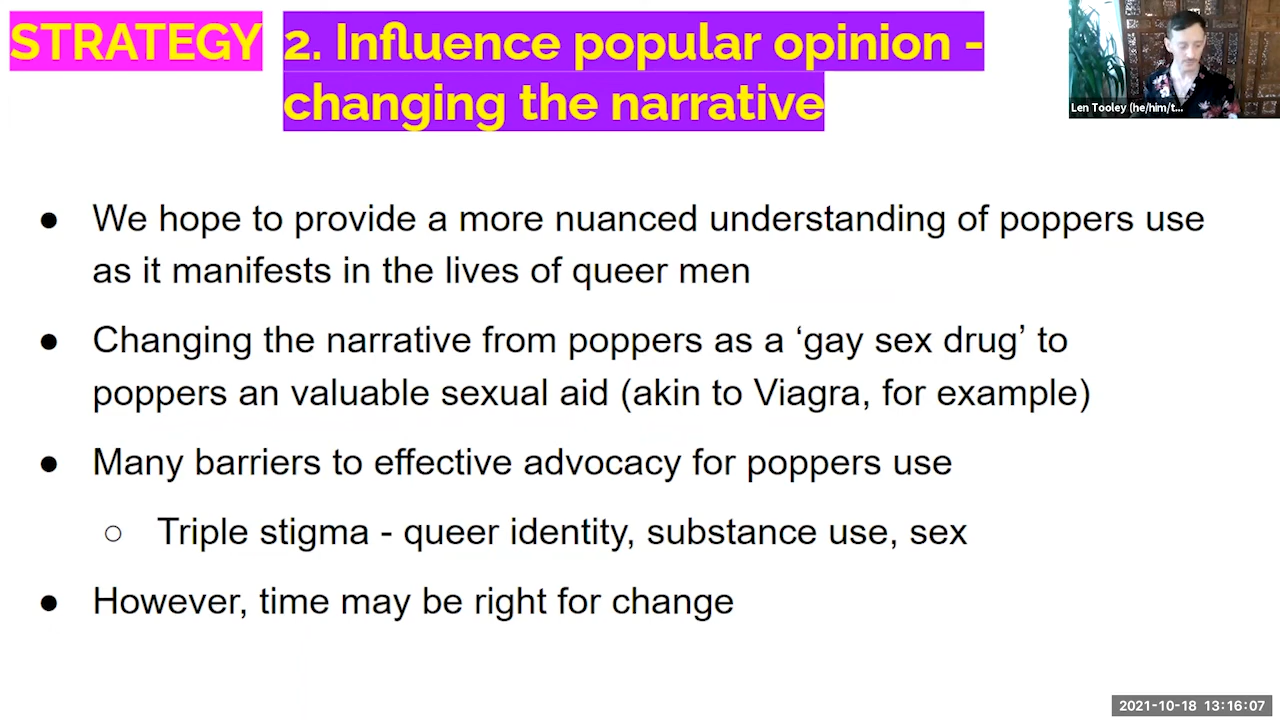 STRATEGY 2. Influence popular opinion -
changing the narrative
Len Tooley (he/him/t...
● We hope to provide a more nuanced understanding of poppers use
as it manifests in the lives of queer men
● Changing the narrative from poppers as a ‘gay sex drug’ to
poppers an valuable sexual aid (akin to Viagra, for example)
● Many barriers to effective advocacy for poppers use
○ Triple stigma - queer identity, substance use, sex
● However, time may be right for change
2021-10-18 13:16:07